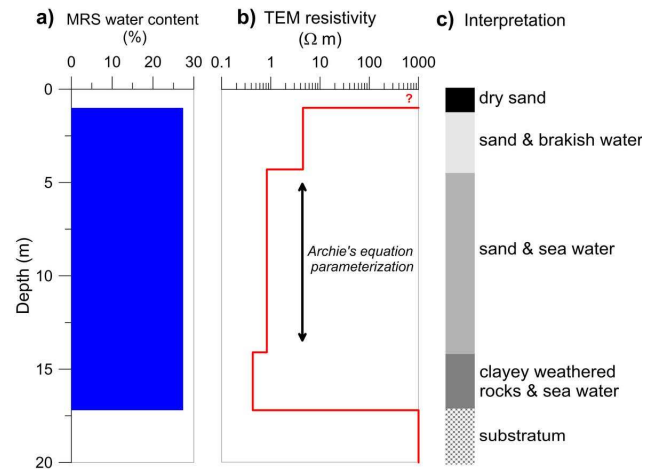 a) MRS water content
(%)
0 10 20 30
b) TEM resistivity
(Ω m)
0.1 1 10 100 1000
c) Interpretation
Depth (m)
0
5
10
15
20
?
Archie's equation
parameterization
dry sand
sand & brakish water
sand & sea water
clayey weathered
rocks & sea water
substratum